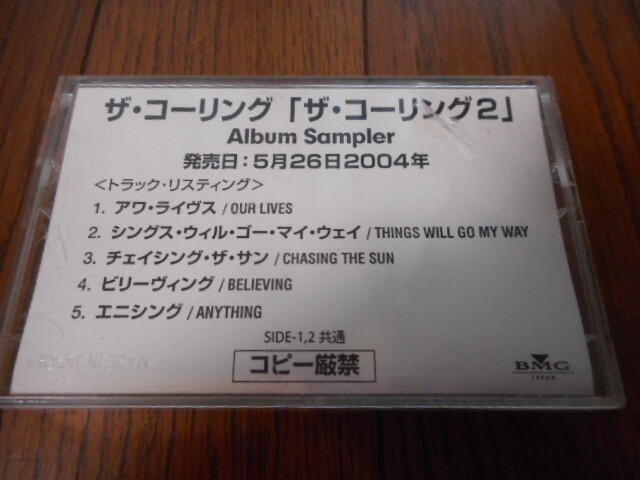 ザ・コーリング「ザ・コーリング2」
Album Sampler
発売日：5月26日2004年
＜トラック・リスティング＞
1. アワ・ライヴス / OUR LIVES
2. シングス・ウィル・ゴー・マイ・ウェイ / THINGS WILL GO MY WAY
3. チェイシング・ザ・サン / CHASING THE SUN
4. ビリーヴィング / BELIEVING
5. エニシング / ANYTHING
SIDE-1,2 共通
コピー厳禁
BMG
JAPAN